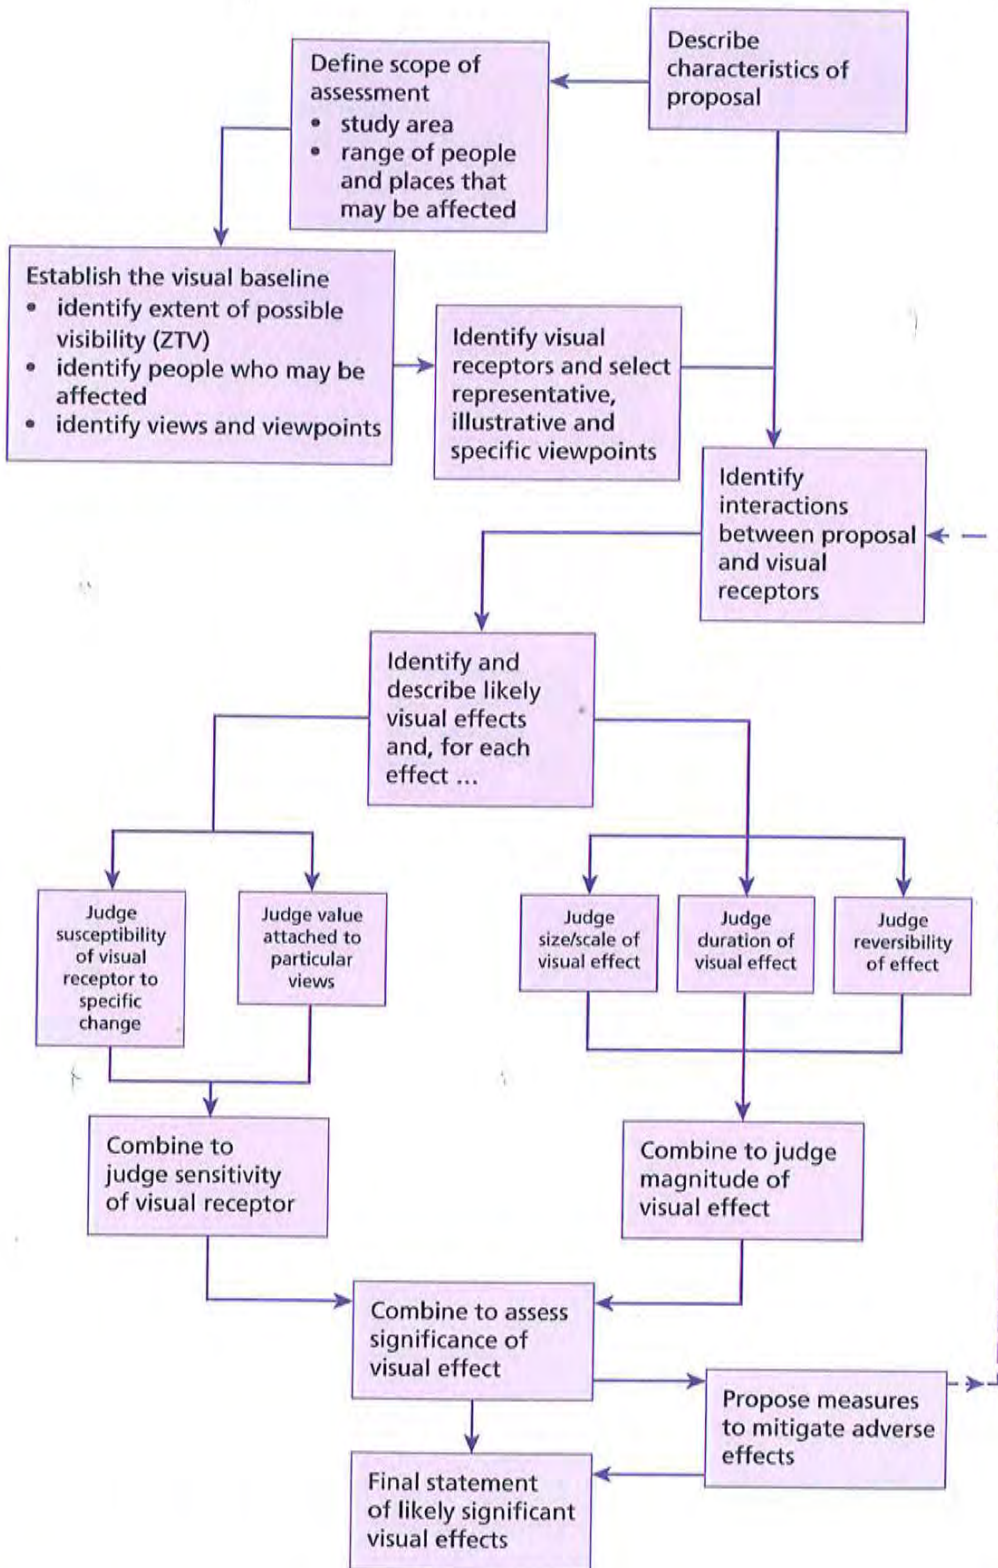 Describe
characteristics of
proposal
Define scope of
assessment
• study area
• range of people
and places that
may be affected
Establish the visual baseline
• identify extent of possible
visibility (ZTV)
• identify people who may be
affected
• identify views and viewpoints
Identify visual
receptors and select
representative,
illustrative and
specific viewpoints
Identify
interactions
between proposal
and visual
receptors
Identify and
describe likely
visual effects
and, for each
effect ...
Judge
susceptibility
of visual
receptor to
specific
change
Judge value
attached to
particular
views
Judge
size/scale of
visual effect
Judge
duration of
visual effect
Judge
reversibility
of effect
Combine to
judge sensitivity
of visual receptor
Combine to judge
magnitude of
visual effect
Combine to assess
significance of
visual effect
Propose measures
to mitigate adverse
effects
Final statement
of likely significant
visual effects